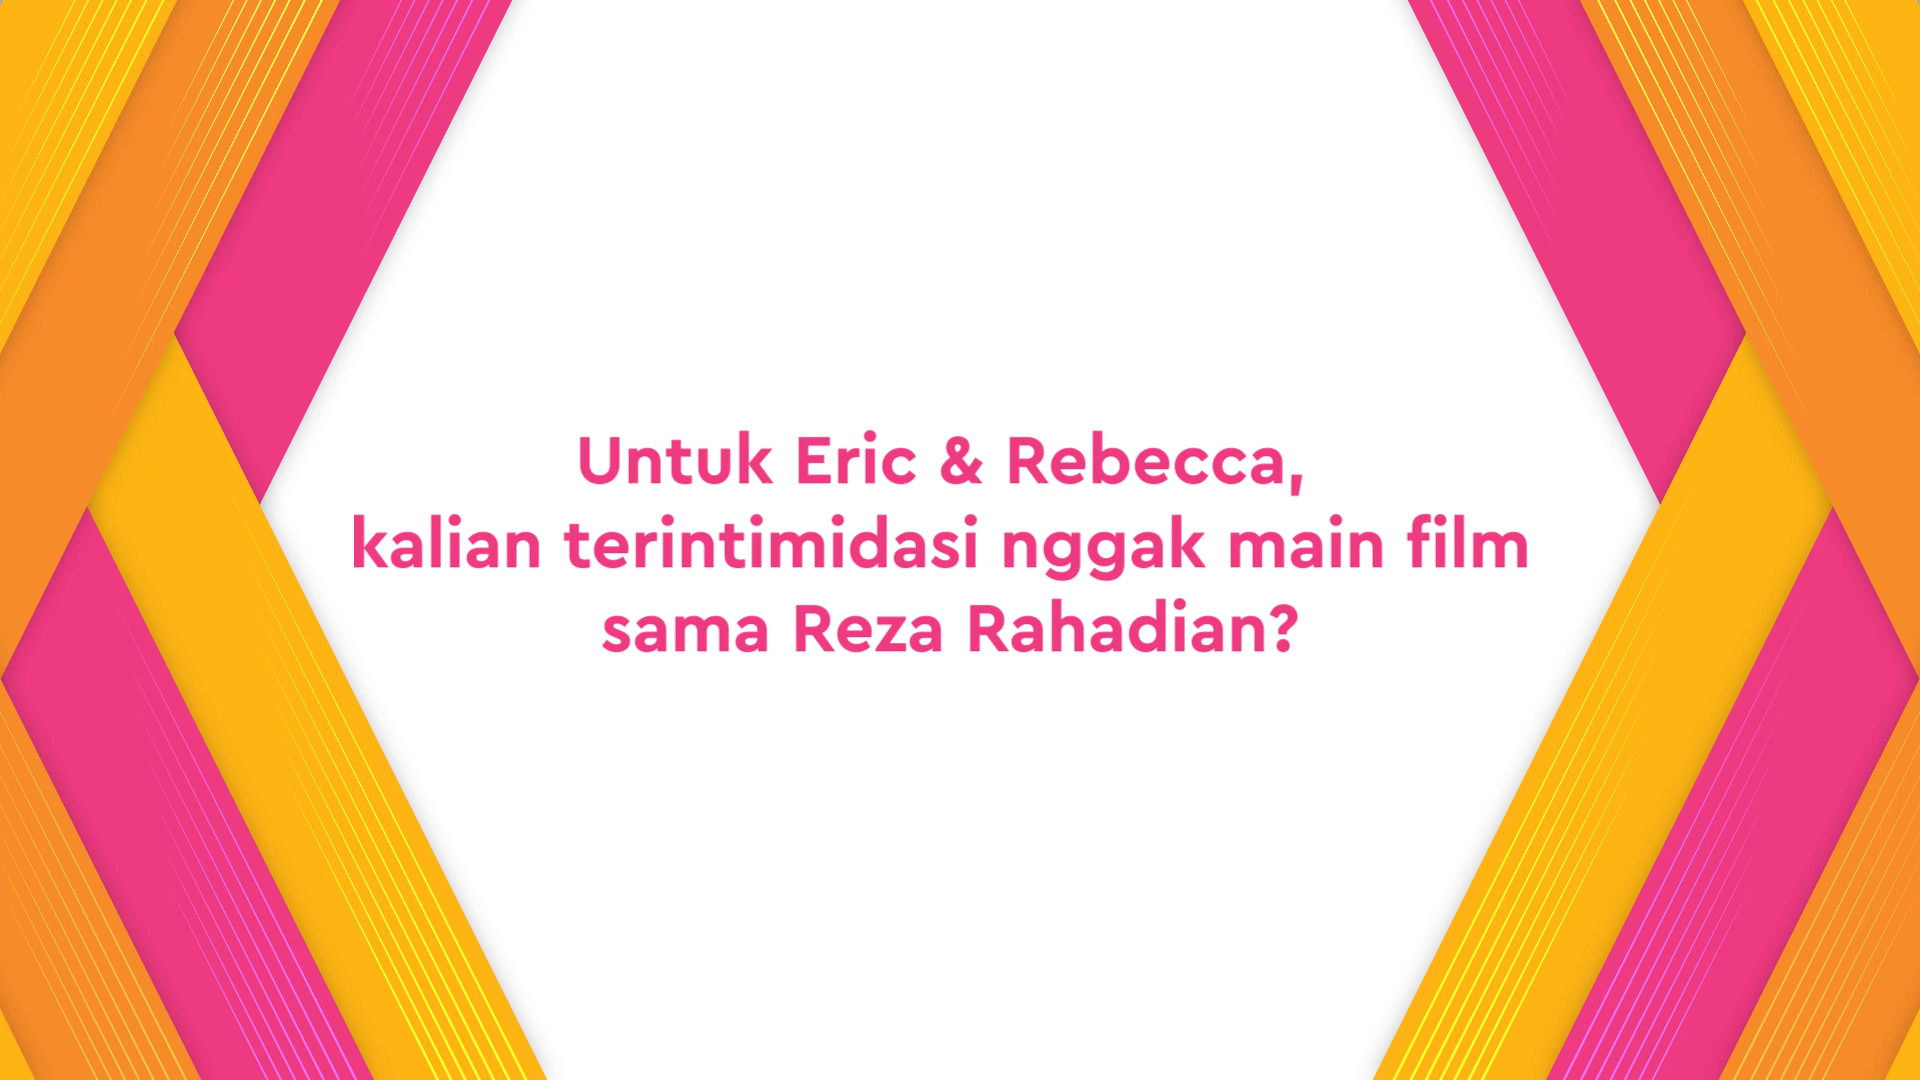 Untuk Eric & Rebecca,
kalian terintimidasi nggak main film
sama Reza Rahadian?